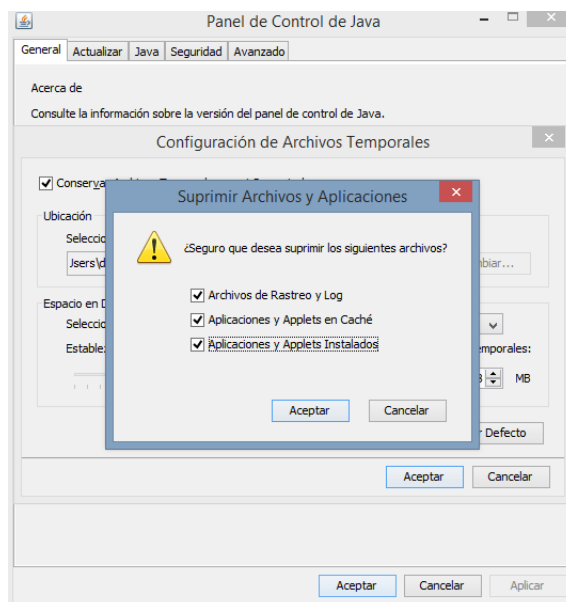 Panel de Control de Java
General Actualizar Java Seguridad Avanzado
Acerca de
Consulte la información sobre la versión del panel de control de Java.
Configuración de Archivos Temporales
Suprimir Archivos y Aplicaciones
Ubicación
¿Seguro que desea suprimir los siguientes archivos?
Archivos de Rastreo y Log
Espacio en
Aplicaciones y Applets en Caché
Aplicaciones y Applets Instalados
MB
Aceptar Cancelar
Defecto
Aceptar Cancelar
Aceptar Cancelar Aplicar